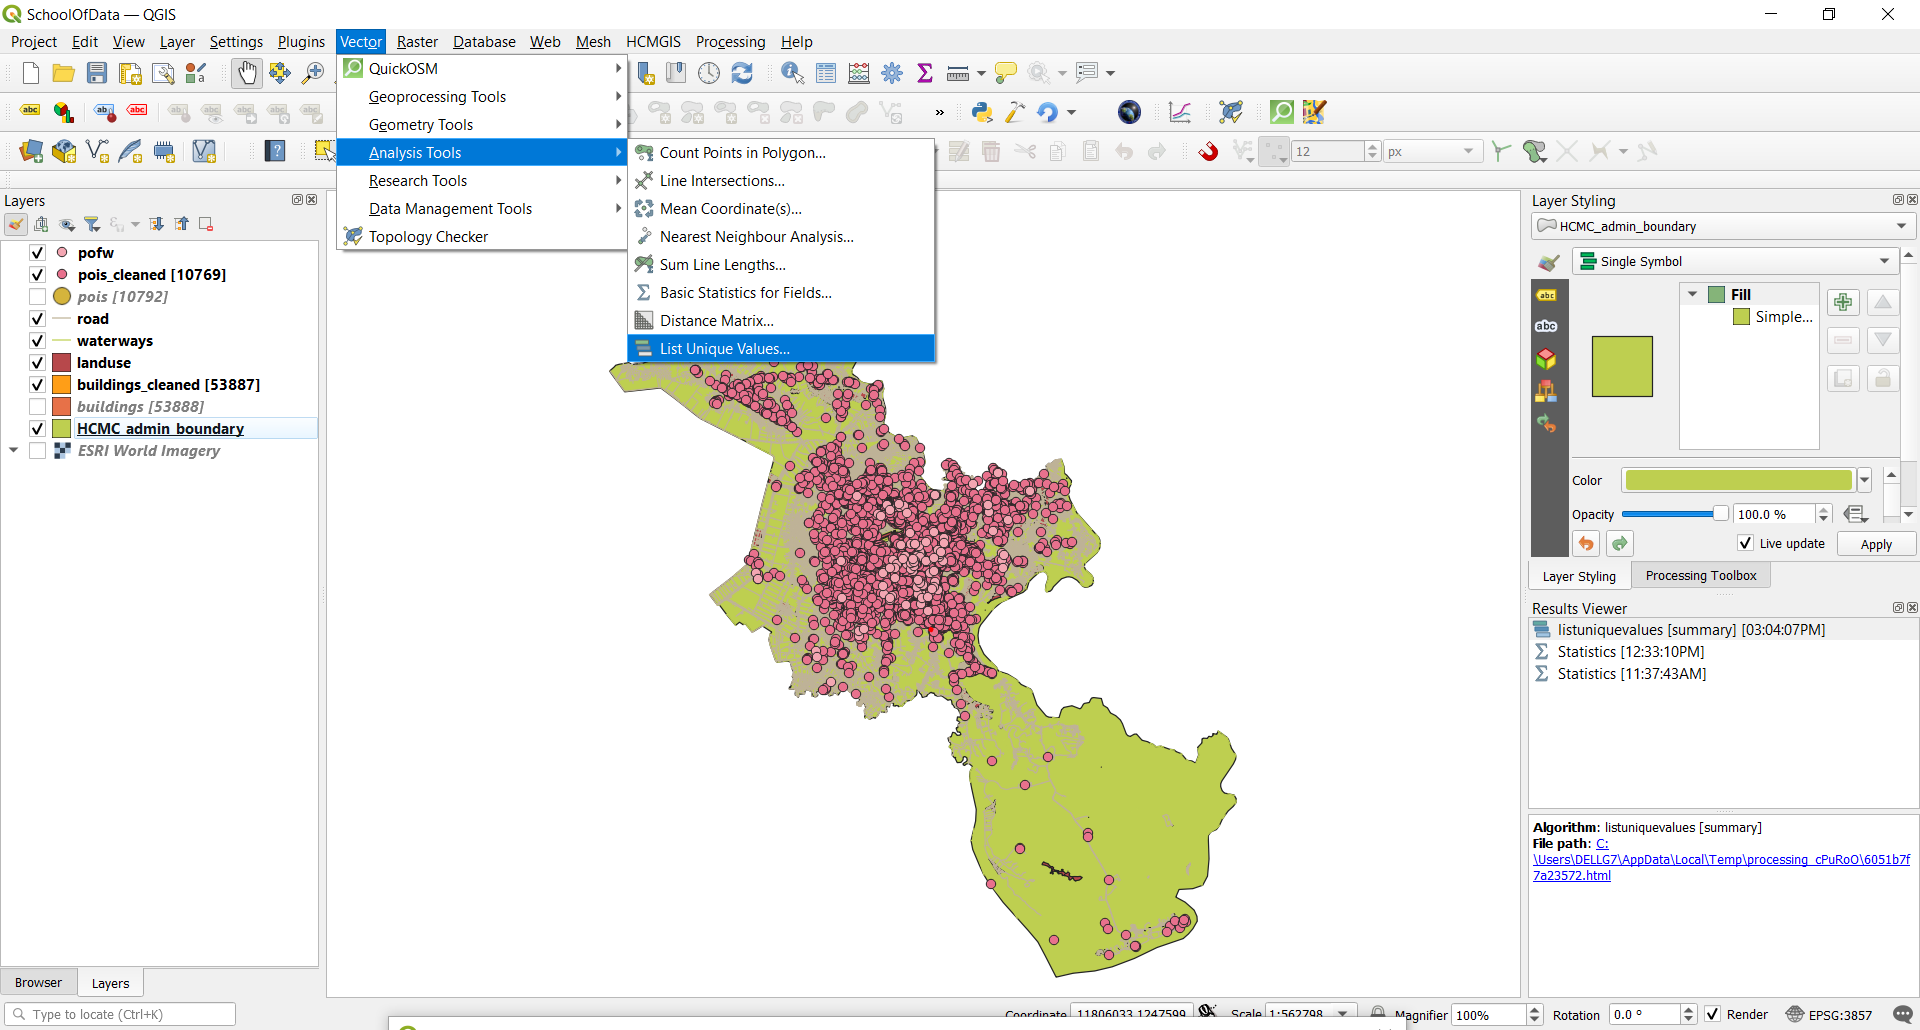 SchoolOfData — QGIS
Project Edit View Layer Settings Plugins Vector Raster Database Web Mesh HCMGIS Processing Help
QuickOSM
Geoprocessing Tools
Geometry Tools
Analysis Tools
Research Tools
Data Management Tools
Topology Checker
Count Points in Polygon...
Line Intersections...
Mean Coordinate(s)...
Nearest Neighbour Analysis...
Sum Line Lengths...
Basic Statistics for Fields...
Distance Matrix...
List Unique Values...
12 px
Layers
pofw
pois_cleaned [10769]
pois [10792]
road
waterways
landuse
buildings_cleaned [53887]
buildings [53888]
HCMC_admin_boundary
ESRI World Imagery
Browser Layers
Layer Styling
HCMC_admin_boundary
Single Symbol
Fill
Simple...
Color
Opacity 100.0 %
Live update Apply
Layer Styling Processing Toolbox
Results Viewer
listuniquevalues [summary] [03:04:07PM]
Statistics [12:33:10PM]
Statistics [11:37:43AM]
Algorithm: listuniquevalues [summary]
File path: C:
\Users\DELLG7\AppData\Local\Temp\processing_cPuRoO\6051b7f
7a23572.html
Type to locate (Ctrl+K) Coordinate 11806033,1247599 Scale 1:562798 Magnifier 100% Rotation 0.0 ° Render EPSG:3857